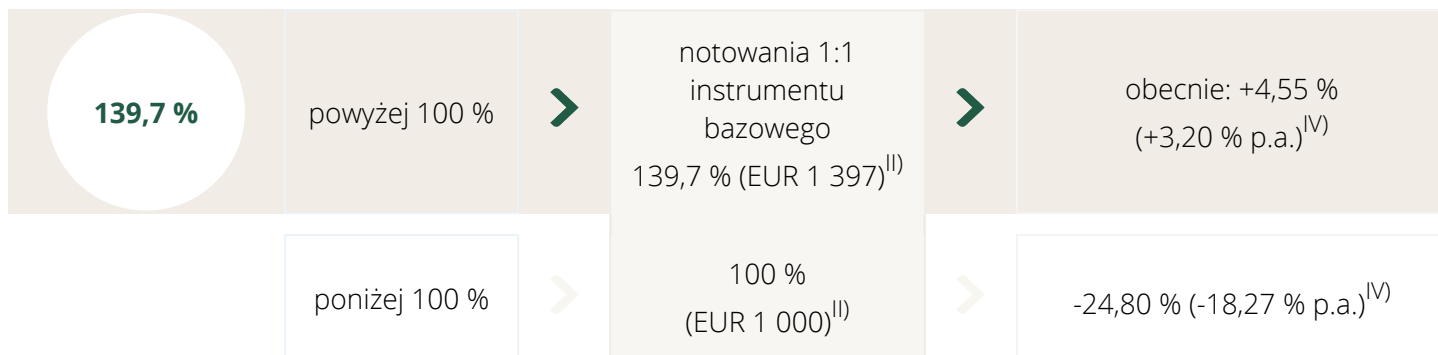 139,7 %
powyżej 100 %
notowania 1:1
instrumentu
bazowego
139,7 % (EUR 1 397)II)
obecnie: +4,55 %
(+3,20 % p.a.)IV)
poniżej 100 %
100 %
(EUR 1 000)II)
-24,80 % (-18,27 % p.a.)IV)